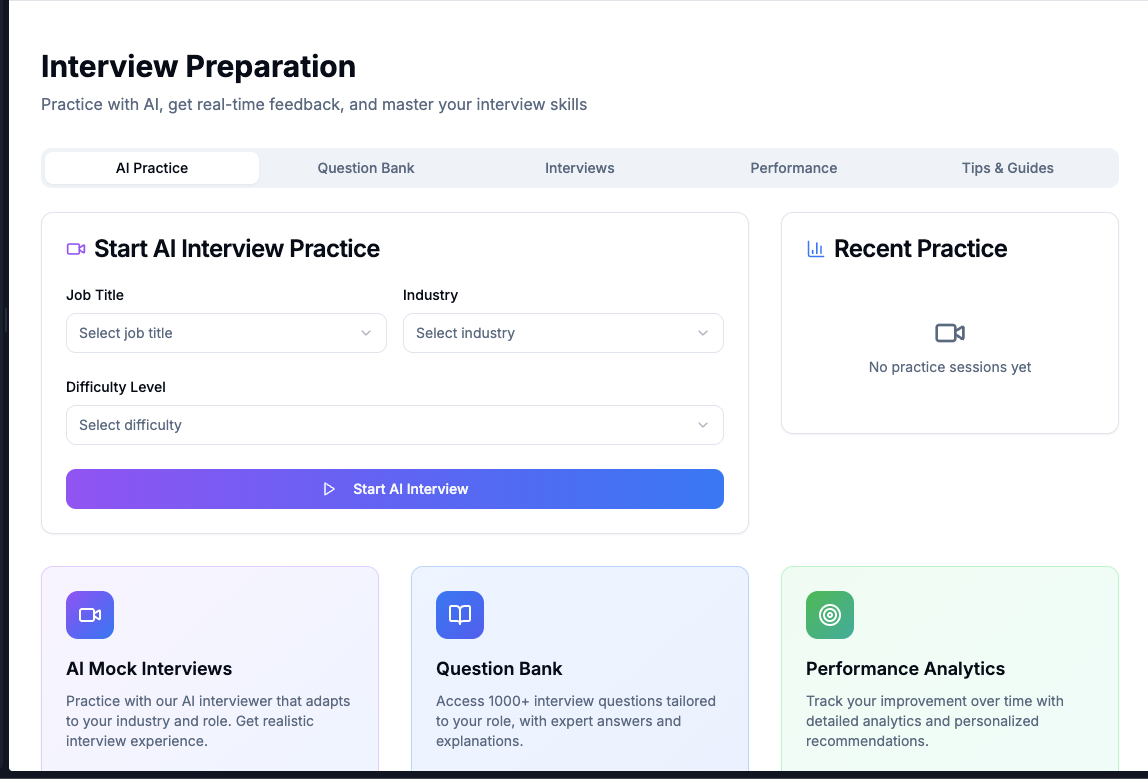 Interview Preparation
Practice with AI, get real-time feedback, and master your interview skills
AI Practice
Question Bank
Interviews
Performance
Tips & Guides
Start AI Interview Practice
Job Title
Industry
Select job title
Select industry
Difficulty Level
Select difficulty
Start AI Interview
Recent Practice
No practice sessions yet
AI Mock Interviews
Practice with our AI interviewer that adapts
to your industry and role. Get realistic
interview experience.
Question Bank
Access 1000+ interview questions tailored
to your role, with expert answers and
explanations.
Performance Analytics
Track your improvement over time with
detailed analytics and personalized
recommendations.